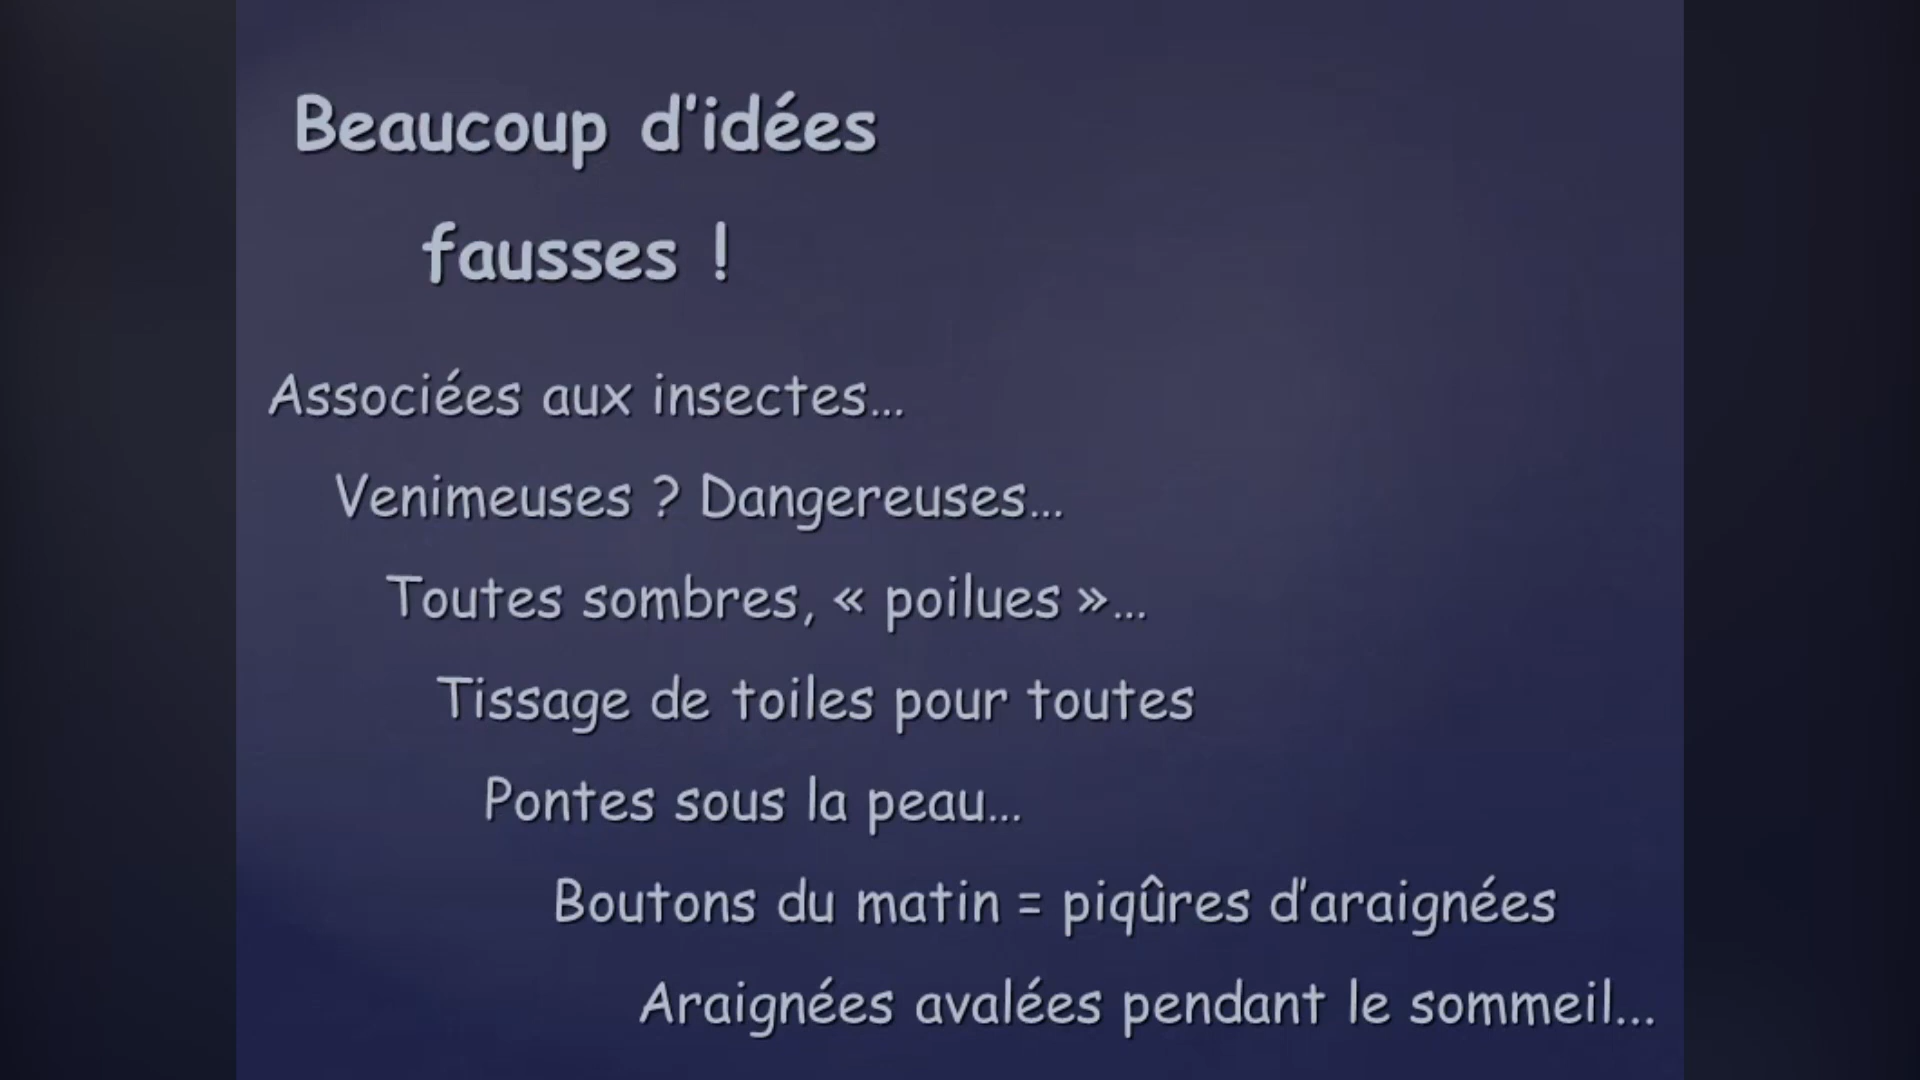 Beaucoup d'idées
fausses !
Associées aux insectes...
Venimeuses ? Dangereuses...
Toutes sombres, « poilues »...
Tissage de toiles pour toutes
Pontes sous la peau...
Boutons du matin = piqûres d'araignées
Araignées avalées pendant le sommeil...